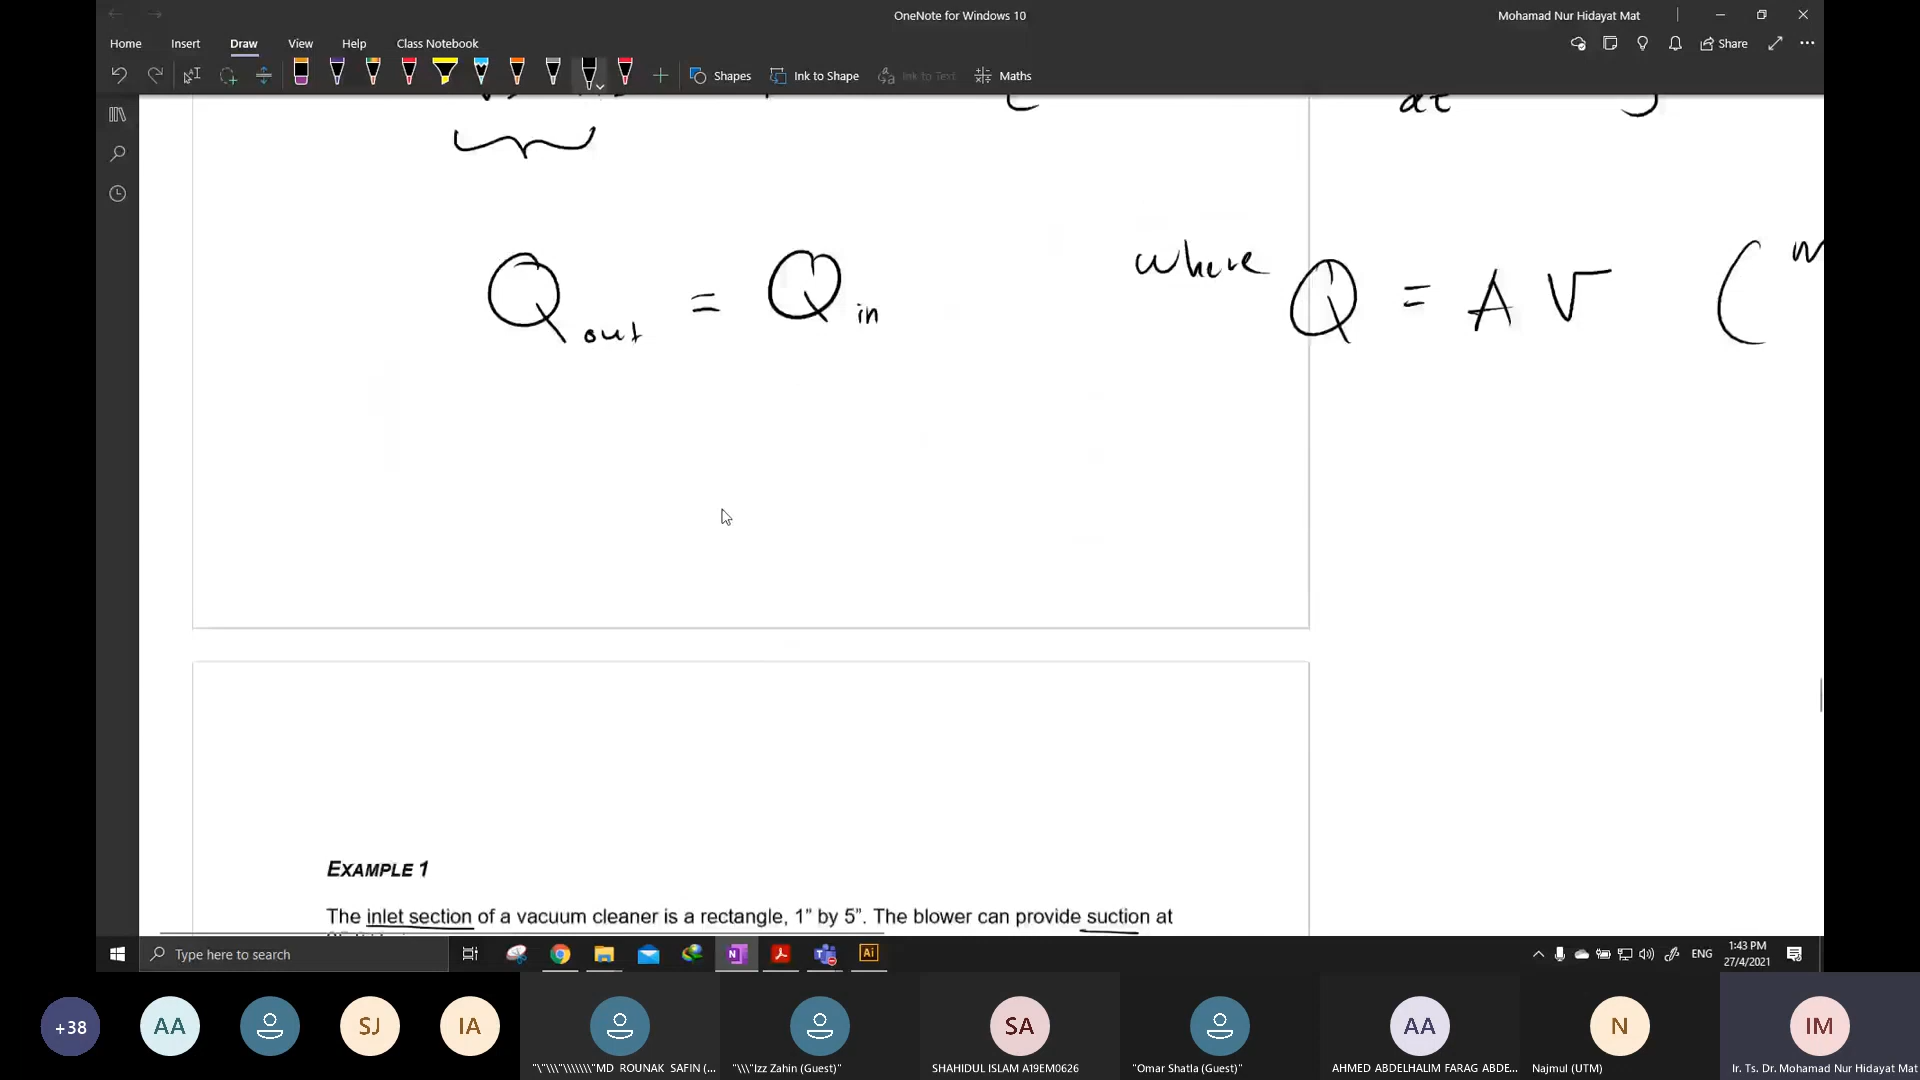 OneNote for Windows 10
Mohamad Nur Hidayat Mat
Home Insert Draw View Help Class Notebook
Share
Shapes Ink to Shape Ink to Text Maths
dt
Q out = Q in where Q = A V (
EXAMPLE 1
The inlet section of a vacuum cleaner is a rectangle, 1” by 5”. The blower can provide suction at
Type here to search
ENG
1:43 PM
27/4/2021
+38 AA SJ IA SA AA N IM
"\"\\\"\\\\\\\"MD ROUNAK SAFIN (...
"\\\"Izz Zahin (Guest)"
SHAHIDUL ISLAM A19EM0626
"Omar Shatla (Guest)"
AHMED ABDELHALIM FARAG ABDE...
Najmul (UTM)
Ir. Ts. Dr. Mohamad Nur Hidayat Mat